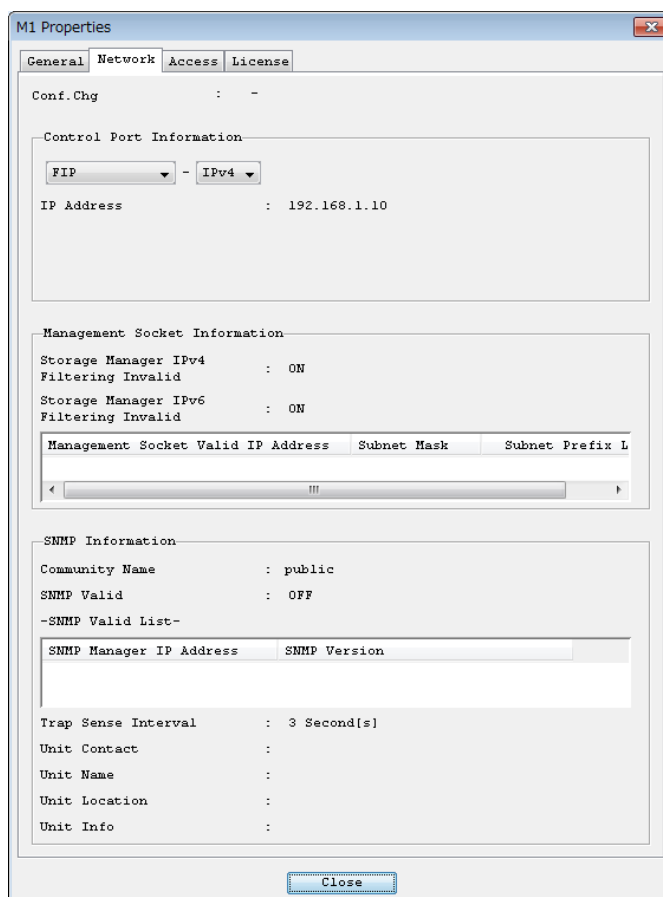 M1 Properties
General Network Access License
Conf.Chg : -
Control Port Information
FIP - IPv4
IP Address : 192.168.1.10
Management Socket Information
Storage Manager IPv4
Filtering Invalid : ON
Storage Manager IPv6
Filtering Invalid : ON
Management Socket Valid IP Address Subnet Mask Subnet Prefix L
SNMP Information
Community Name : public
SNMP Valid : OFF
-SNMP Valid List-
SNMP Manager IP Address SNMP Version
Trap Sense Interval : 3 Second[s]
Unit Contact :
Unit Name :
Unit Location :
Unit Info :
Close